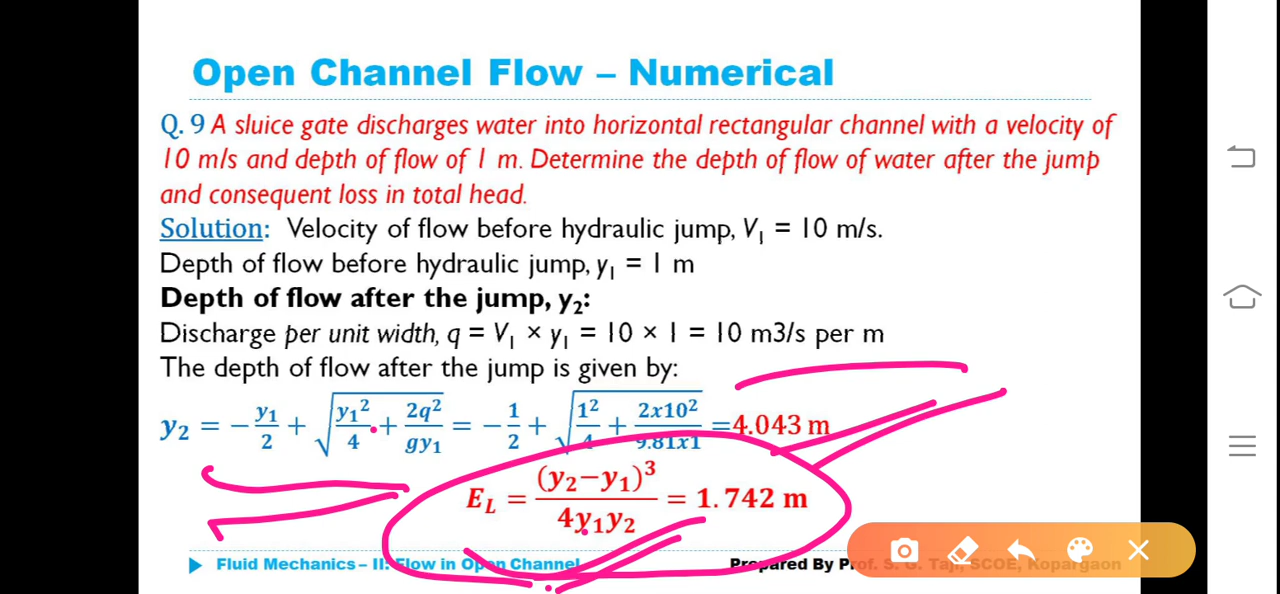 Open Channel Flow – Numerical
Q. 9 A sluice gate discharges water into horizontal rectangular channel with a velocity of
10 m/s and depth of flow of 1 m. Determine the depth of flow of water after the jump
and consequent loss in total head.
Solution: Velocity of flow before hydraulic jump, V₁ = 10 m/s.
Depth of flow before hydraulic jump, y₁ = 1 m
Depth of flow after the jump, y₂:
Discharge per unit width, q = V₁ × y₁ = 10 × 1 = 10 m3/s per m
The depth of flow after the jump is given by:
y₂ = −y₁/2 + √(y₁²/4 + 2q²/gy₁) = −1/2 + √(1²/4 + 2x10²/9.81x1) =4.043 m
E_L = (y₂−y₁)³/4y₁y₂ = 1.742 m
Fluid Mechanics – II: Flow in Open Channel
Prepared By Prof. S. G. Taji, SCOE, Kopargaon